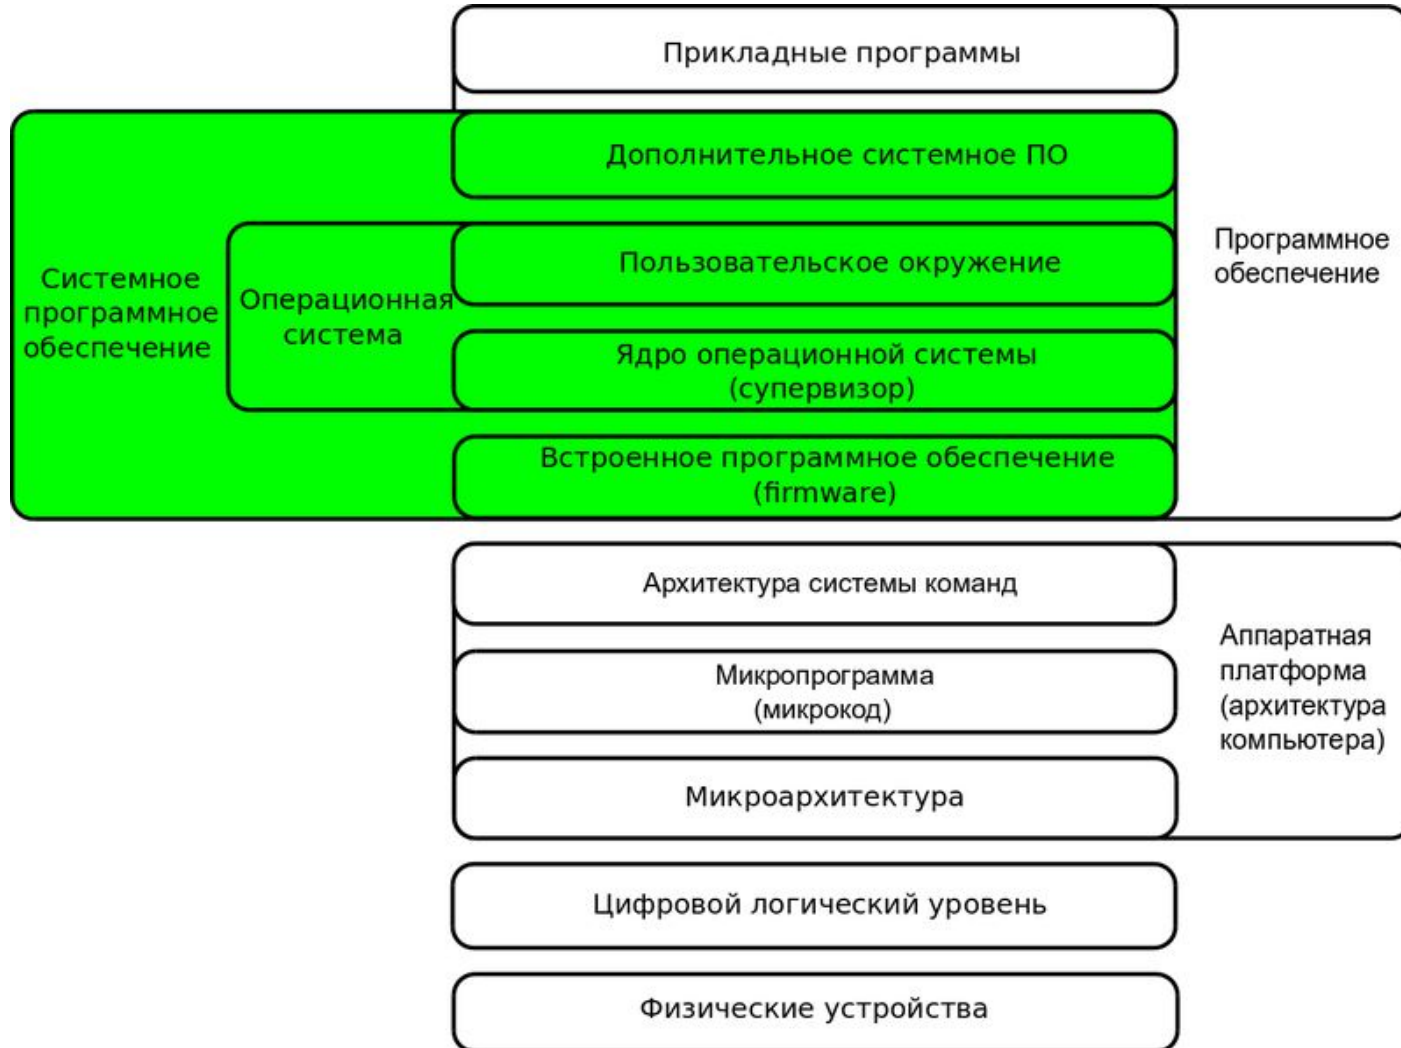 Прикладные программы
Дополнительное системное ПО
Программное
обеспечение
Пользовательское окружение
Системное
программное
обеспечение
Операционная
система
Ядро операционной системы
(супервизор)
Встроенное программное обеспечение
(firmware)
Архитектура системы команд
Аппаратная
платформа
(архитектура
компьютера)
Микропрограмма
(микрокод)
Микроархитектура
Цифровой логический уровень
Физические устройства